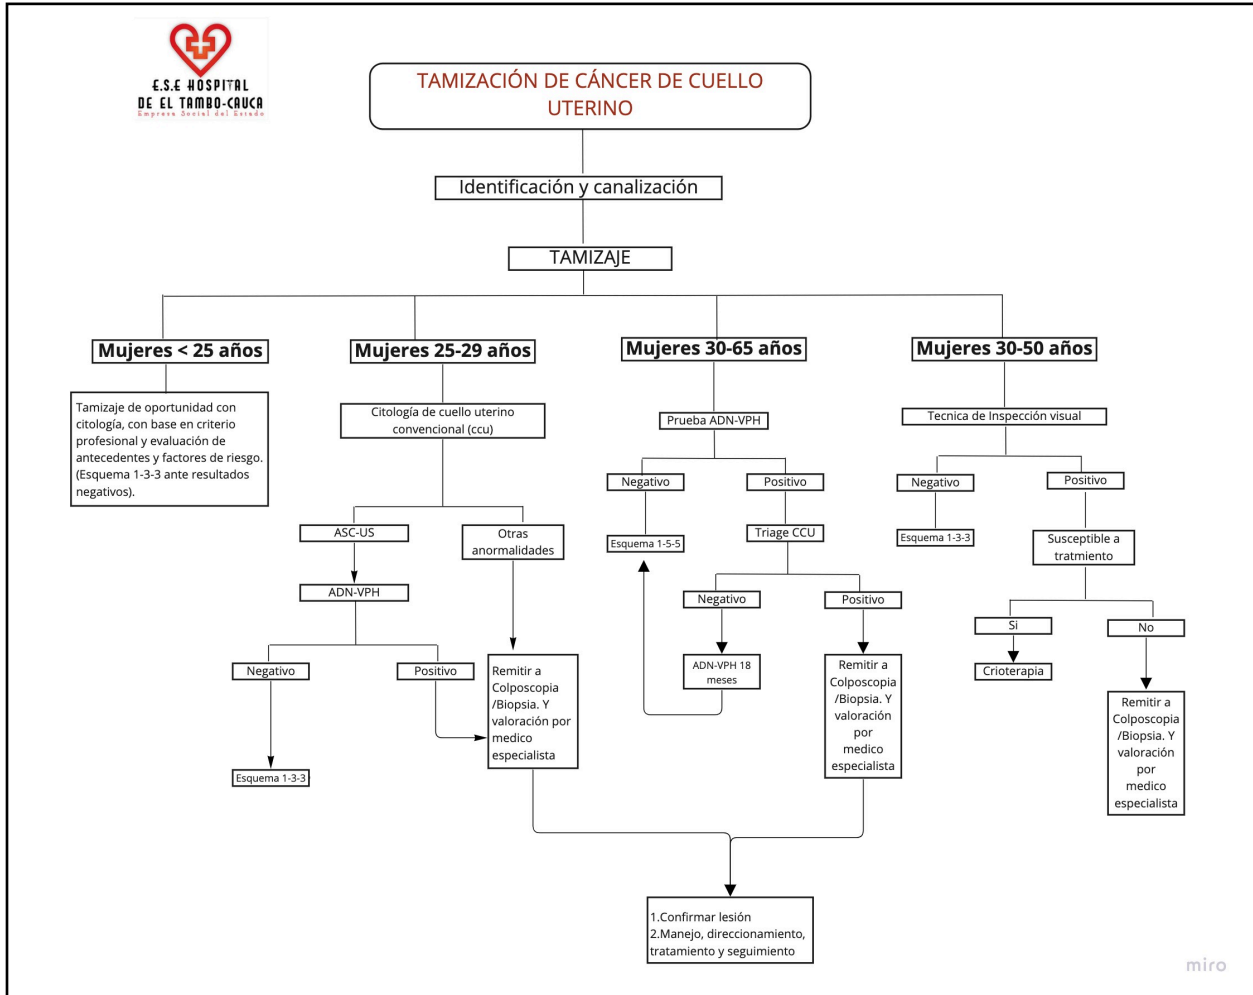 E.S.E HOSPITAL
DE EL TAMBO-CAUCA
Empresa Social del Estado
TAMIZACIÓN DE CÁNCER DE CUELLO
UTERINO
Identificación y canalización
TAMIZAJE
Mujeres < 25 años
Tamizaje de oportunidad con
citología, con base en criterio
profesional y evaluación de
antecedentes y factores de riesgo.
(Esquema 1-3-3 ante resultados
negativos).
Mujeres 25-29 años
Citología de cuello uterino
convencional (ccu)
ASC-US
Otras
anormalidades
ADN-VPH
Negativo
Positivo
Esquema 1-3-3
Remitir a
Colposcopia
/Biopsia. Y
valoración por
medico
especialista
Mujeres 30-65 años
Prueba ADN-VPH
Negativo
Positivo
Esquema 1-5-5
Triage CCU
Negativo
Positivo
ADN-VPH 18
meses
Remitir a
Colposcopia
/Biopsia. Y
valoración
por
medico
especialista
Mujeres 30-50 años
Tecnica de Inspección visual
Negativo
Positivo
Esquema 1-3-3
Susceptible a
tratmiento
Si
No
Crioterapia
Remitir a
Colposcopia
/Biopsia. Y
valoración
por
medico
especialista
1.Confirmar lesión
2.Manejo, direccionamiento,
tratamiento y seguimiento
miro